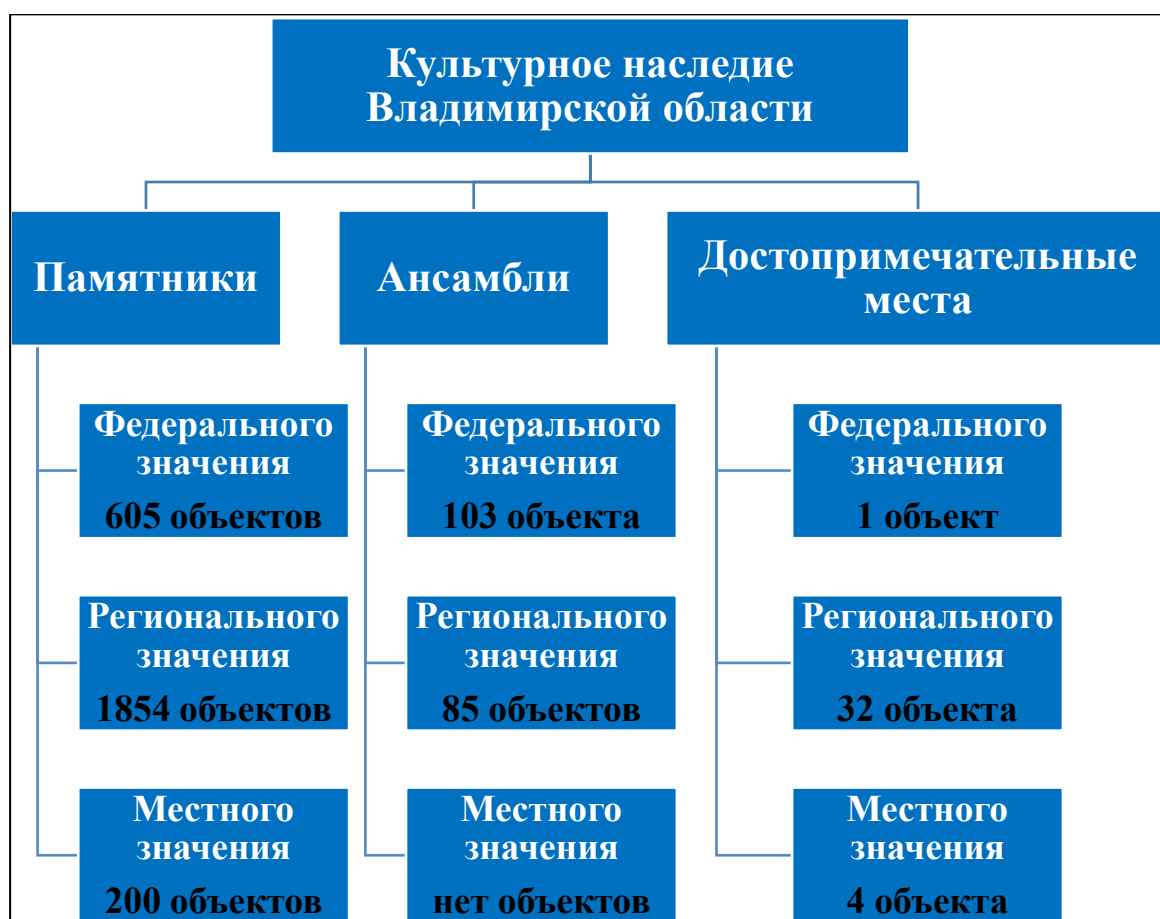 Культурное наследие
Владимирской области
Памятники
Ансамбли
Достопримечательные
места
Федерального
значения
605 объектов
Федерального
значения
103 объекта
Федерального
значения
1 объект
Регионального
значения
1854 объектов
Регионального
значения
85 объектов
Регионального
значения
32 объекта
Местного
значения
200 объектов
Местного
значения
нет объектов
Местного
значения
4 объекта